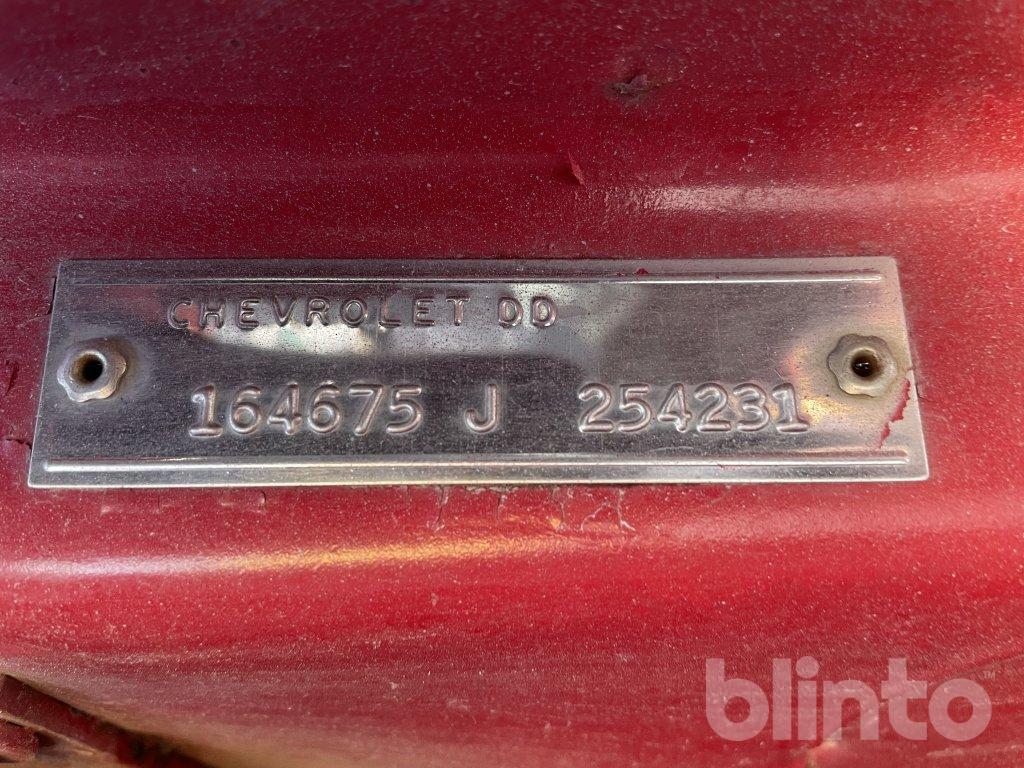 CHEVROLET DD
164675 J 254231
blinto